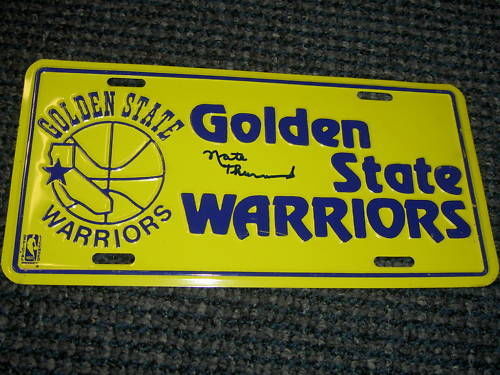 GOLDEN STATE
WARRIORS
Golden
State
WARRIORS
Nate
Thurmond